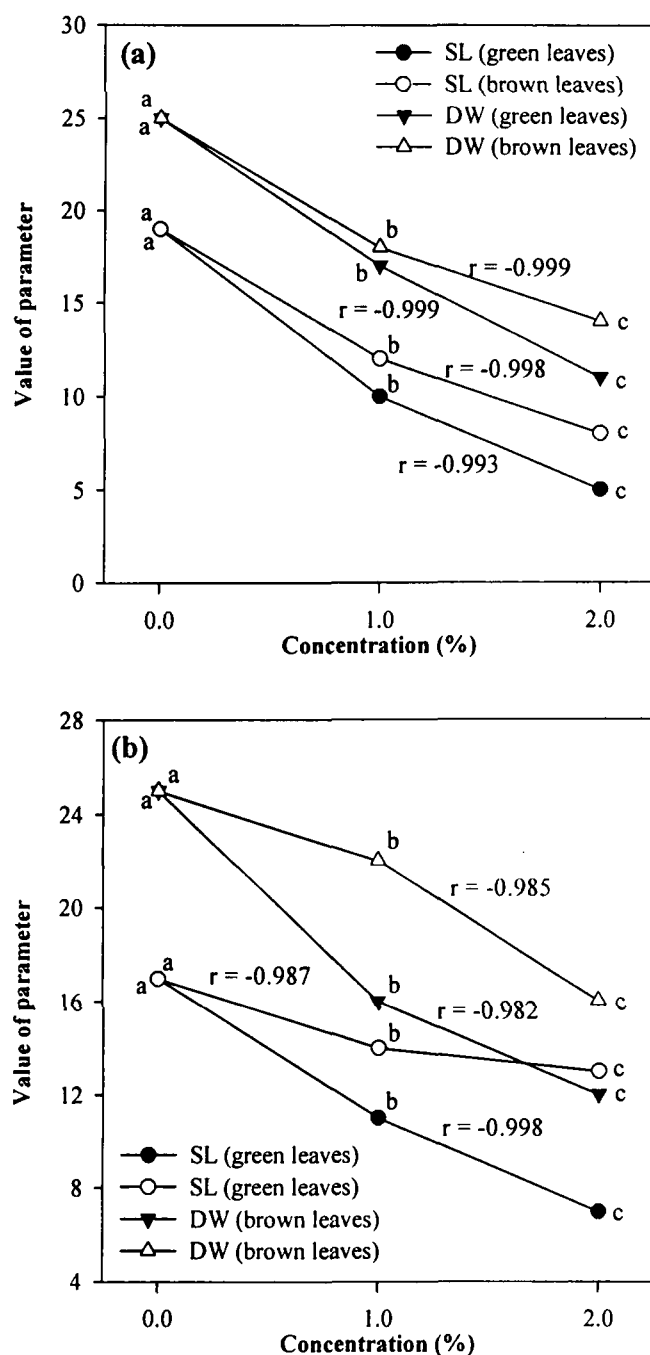 (a)
SL (green leaves)
SL (brown leaves)
DW (green leaves)
DW (brown leaves)
30
25
20
15
10
5
0
Value of parameter
a
a
a
a
b
b
b
b
r = -0.999
r = -0.999
r = -0.998
r = -0.993
c
c
c
c
0.0
1.0
2.0
Concentration (%)
(b)
28
24
20
16
12
8
4
Value of parameter
a
a
a
a
b
b
b
b
r = -0.985
r = -0.987
r = -0.982
r = -0.998
c
c
c
c
SL (green leaves)
SL (green leaves)
DW (brown leaves)
DW (brown leaves)
0.0
1.0
2.0
Concentration (%)